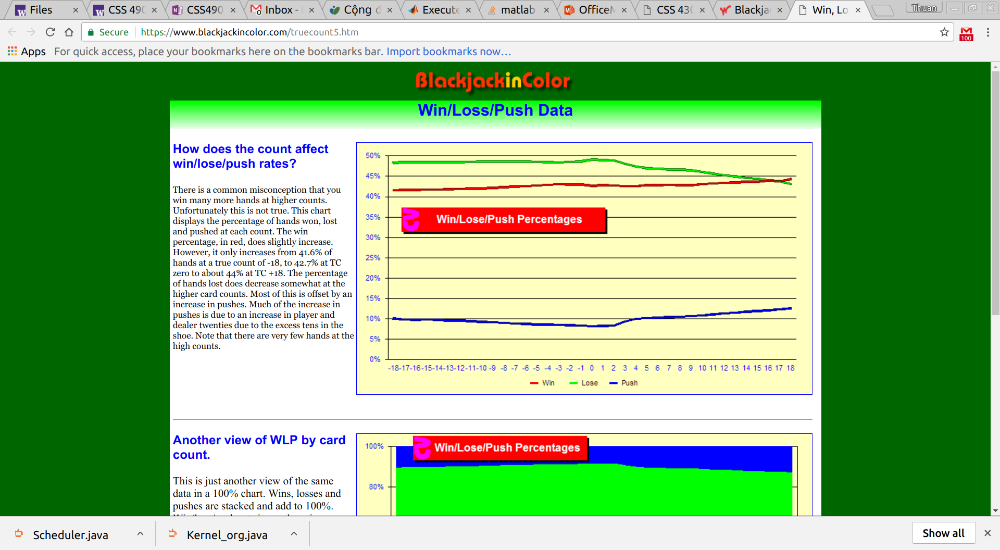 Files
CSS 490
CSS490
Inbox -
Cộng đ
Execute
matlab
OfficeM
CSS 430
Blackja
Win, Lo
Thuan
Secure
https://www.blackjackincolor.com/truecount5.htm
100
Apps
For quick access, place your bookmarks here on the bookmarks bar. Import bookmarks now...
BlackjackinColor
Win/Loss/Push Data
How does the count affect
win/lose/push rates?
There is a common misconception that you
win many more hands at higher counts.
Unfortunately this is not true. This chart
displays the percentage of hands won, lost
and pushed at each count. The win
percentage, in red, does slightly increase.
However, it only increases from 41.6% of
hands at a true count of -18, to 42.7% at TC
zero to about 44% at TC +18. The percentage
of hands lost does decrease somewhat at the
higher card counts. Most of this is offset by an
increase in pushes. Much of the increase in
pushes is due to an increase in player and
dealer twenties due to the excess tens in the
shoe. Note that there are very few hands at the
high counts.
50%
45%
40%
35%
Win/Lose/Push Percentages
30%
25%
20%
15%
10%
5%
0%
-18-17-16-15-14-13-12-11-10 -9 -8 -7 -6 -5 -4 -3 -2 -1 0 1 2 3 4 5 6 7 8 9 10 11 12 13 14 15 16 17 18
Win Lose Push
Another view of WLP by card
count.
This is just another view of the same
data in a 100% chart. Wins, losses and
pushes are stacked and add to 100%.
100%
Win/Lose/Push Percentages
80%
Scheduler.java
Kernel_org.java
Show all